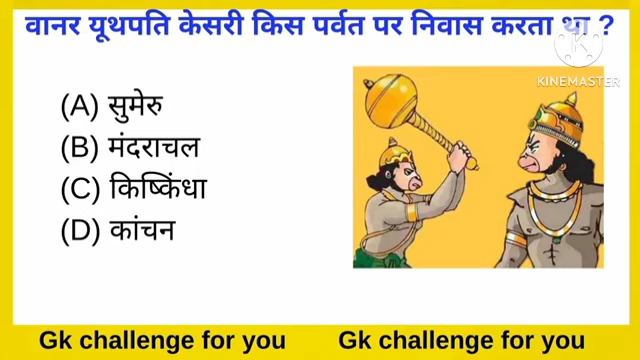 वानर यूथपति केसरी किस पर्वत पर निवास करता था ?
KINEMASTER
(A) सुमेरु
(B) मंदराचल
(C) किष्किंधा
(D) कांचन
Gk challenge for you Gk challenge for you